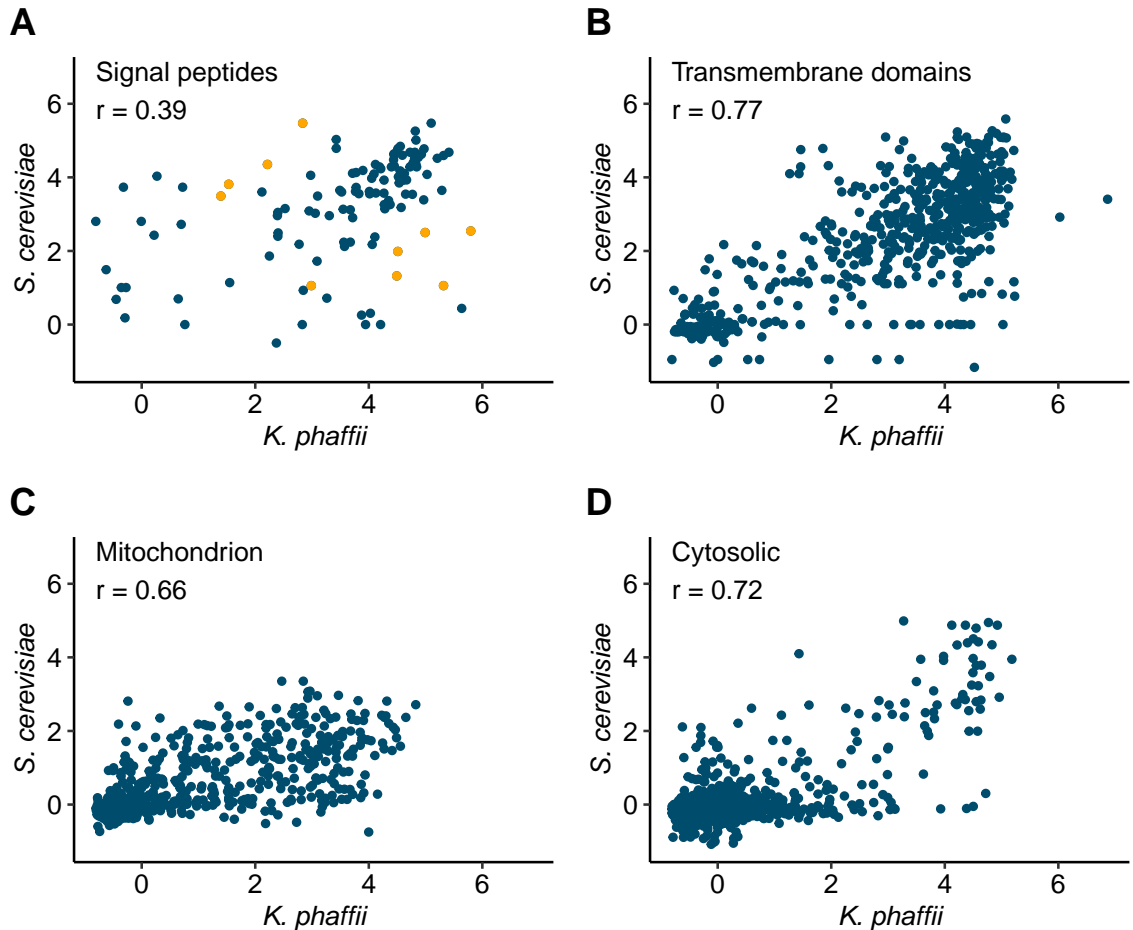 A
Signal peptides
r = 0.39
S. cerevisiae
6
4
2
0
0 2 4 6
K. phaffii
B
Transmembrane domains
r = 0.77
S. cerevisiae
6
4
2
0
0 2 4 6
K. phaffii
C
Mitochondrion
r = 0.66
S. cerevisiae
6
4
2
0
0 2 4 6
K. phaffii
D
Cytosolic
r = 0.72
S. cerevisiae
6
4
2
0
0 2 4 6
K. phaffii